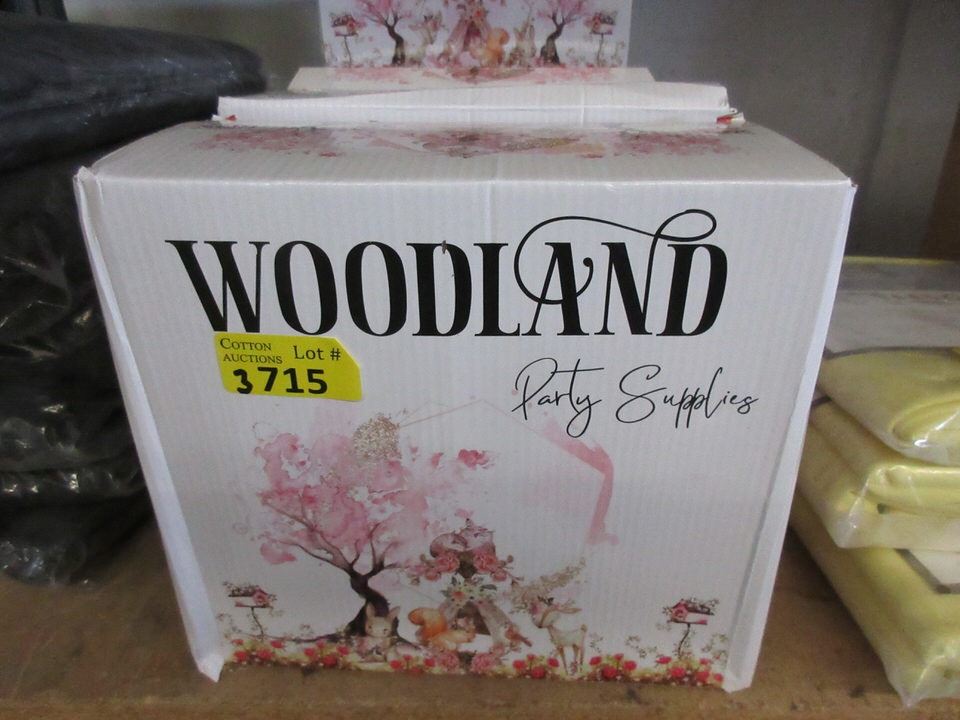 WOODLAND
Party Supplies
COTTON
AUCTIONS Lot #
3715